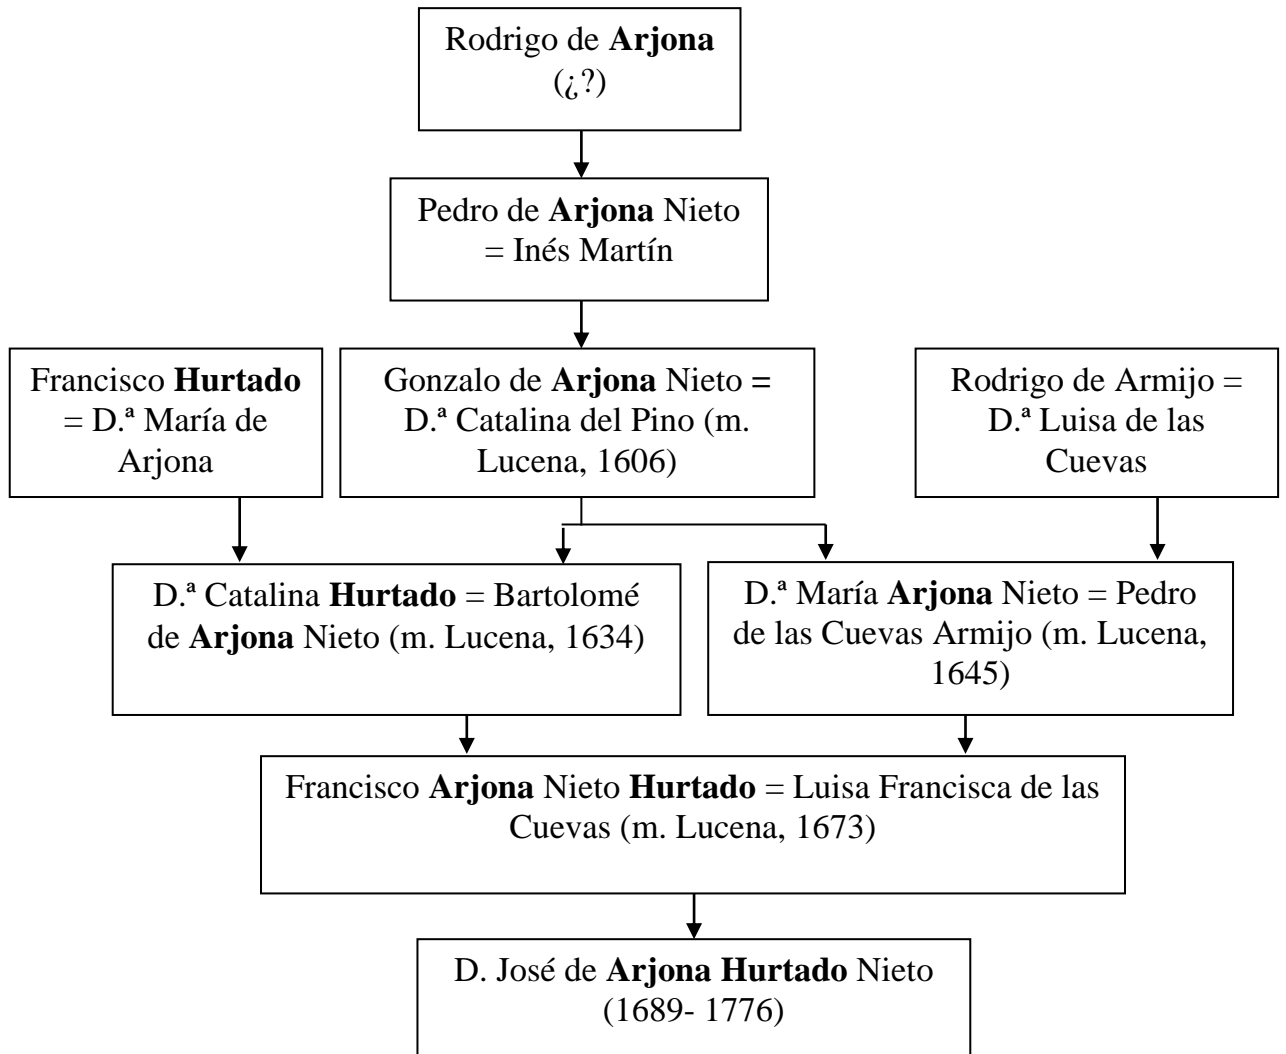 Rodrigo de Arjona
(¿?)
Pedro de Arjona Nieto
= Inés Martín
Francisco Hurtado
= D.ª María de
Arjona
Gonzalo de Arjona Nieto =
D.ª Catalina del Pino (m.
Lucena, 1606)
Rodrigo de Armijo =
D.ª Luisa de las
Cuevas
D.ª Catalina Hurtado = Bartolomé
de Arjona Nieto (m. Lucena, 1634)
D.ª María Arjona Nieto = Pedro
de las Cuevas Armijo (m. Lucena,
1645)
Francisco Arjona Nieto Hurtado = Luisa Francisca de las
Cuevas (m. Lucena, 1673)
D. José de Arjona Hurtado Nieto
(1689- 1776)